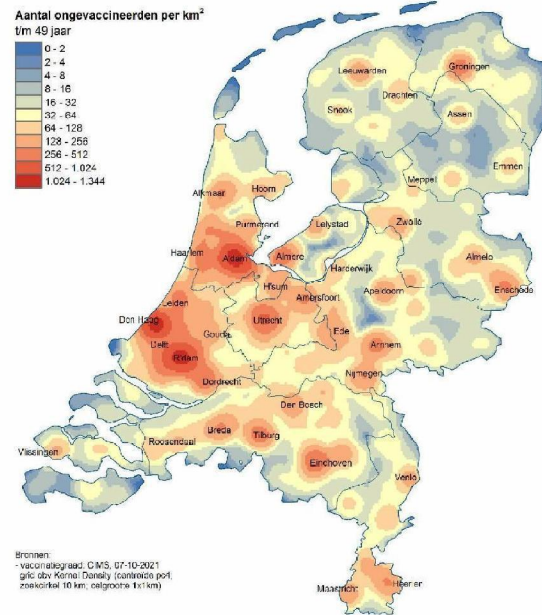 Aantal ongevaccineerden per km²
t/m 49 jaar
0 - 2
2 - 4
4 - 8
8 - 16
16 - 32
32 - 64
64 - 128
128 - 256
256 - 512
512 - 1.024
1.024 - 1.344
Groningen
Leeuwarden
Drachten
Snook
Assen
Emmen
Meppel
Alkmaar
Hoorn
Purmerend
Lelystad
Zwolle
Haarlem
A'dam
Almere
Harderwijk
Almelo
Enschede
Leiden
H'sum
Amersfoort
Apeldoorn
Den Haag
Utrecht
Gouda
Ede
Delft
R'dam
Arnhem
Dordrecht
Nijmegen
Den Bosch
Breda
Tilburg
Roosendaal
Vlissingen
Eindhoven
Venlo
Maastricht
Heerlen
Bronnen:
- vaccinatiegraad, CIMS, 07-10-2021
grid obv Kernel Density (centroide pc4,
zoekcirkel 10 km; celgrootte 1x1km)